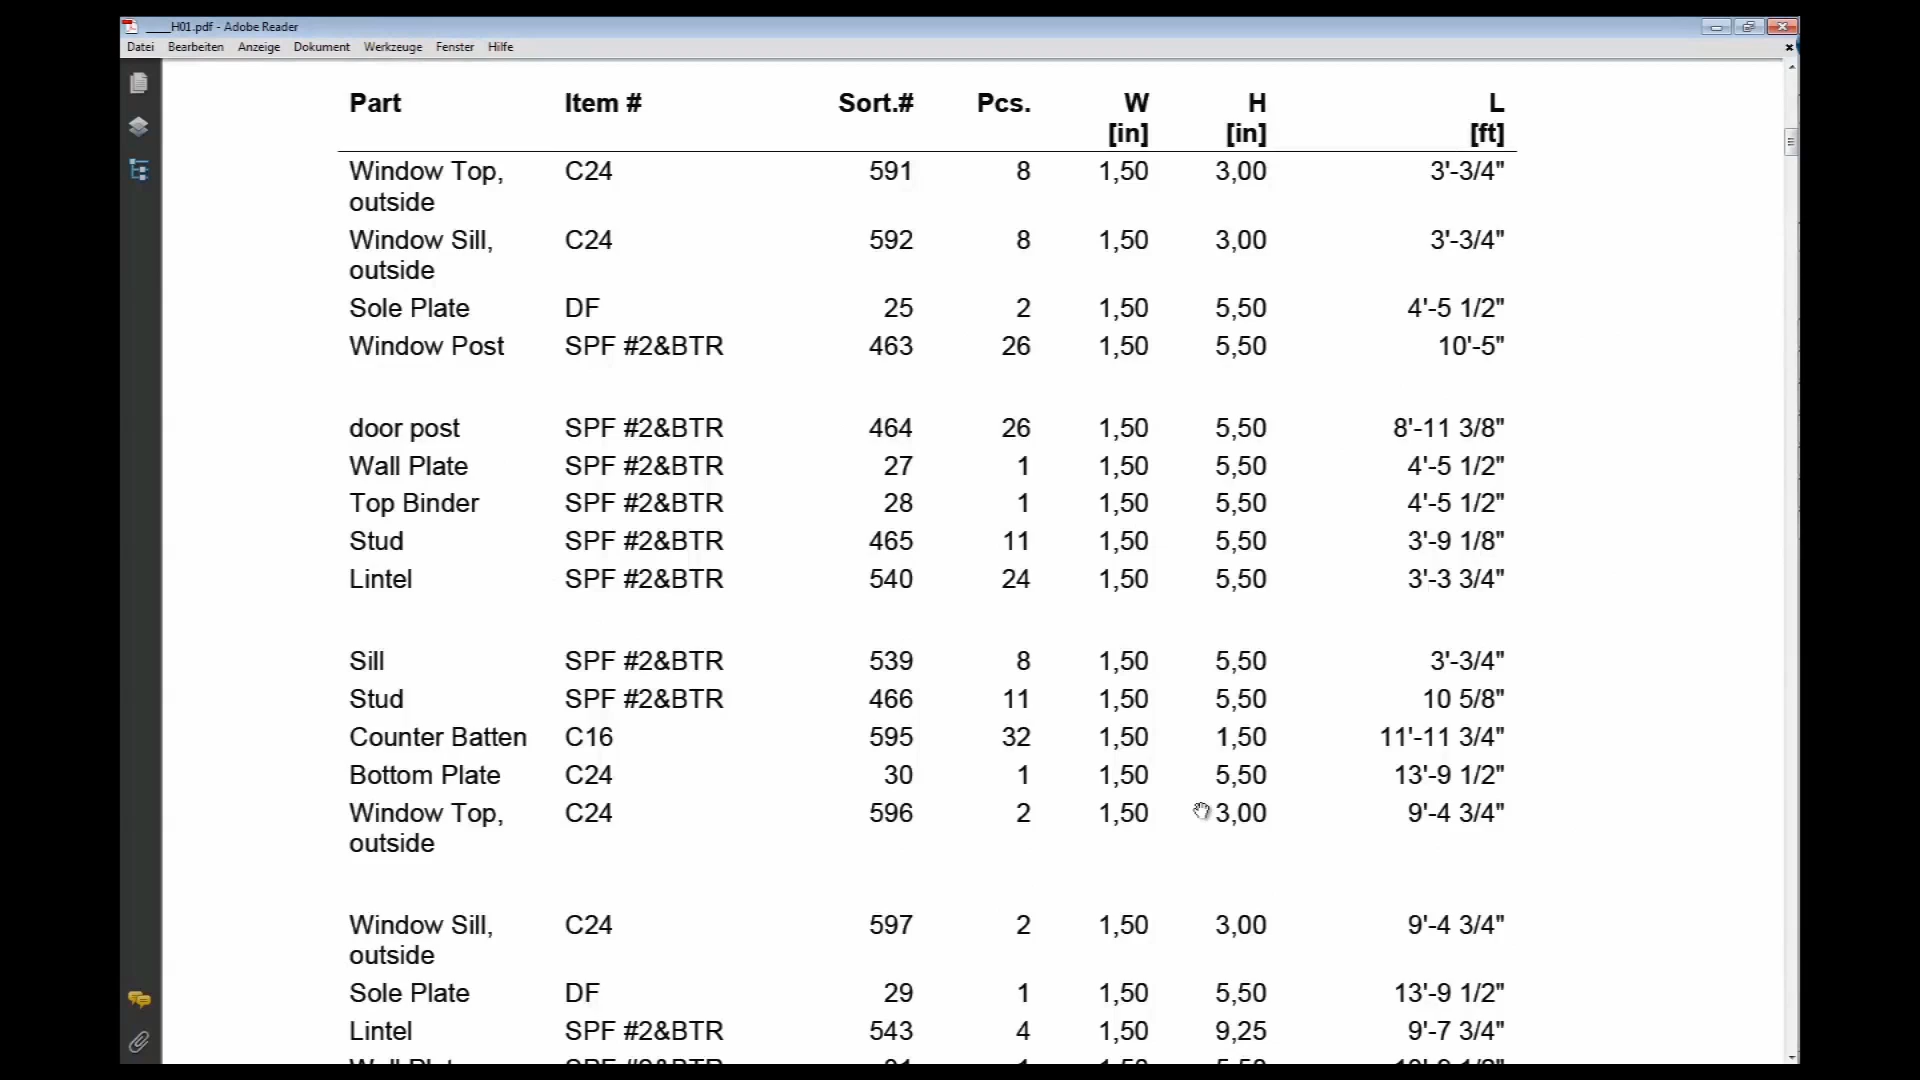 ____H01.pdf - Adobe Reader
Datei Bearbeiten Anzeige Dokument Werkzeuge Fenster Hilfe
Part Item # Sort.# Pcs. W H L
[in] [in] [ft]
Window Top, C24 591 8 1,50 3,00 3'-3/4"
outside
Window Sill, C24 592 8 1,50 3,00 3'-3/4"
outside
Sole Plate DF 25 2 1,50 5,50 4'-5 1/2"
Window Post SPF #2&BTR 463 26 1,50 5,50 10'-5"
door post SPF #2&BTR 464 26 1,50 5,50 8'-11 3/8"
Wall Plate SPF #2&BTR 27 1 1,50 5,50 4'-5 1/2"
Top Binder SPF #2&BTR 28 1 1,50 5,50 4'-5 1/2"
Stud SPF #2&BTR 465 11 1,50 5,50 3'-9 1/8"
Lintel SPF #2&BTR 540 24 1,50 5,50 3'-3 3/4"
Sill SPF #2&BTR 539 8 1,50 5,50 3'-3/4"
Stud SPF #2&BTR 466 11 1,50 5,50 10 5/8"
Counter Batten C16 595 32 1,50 1,50 11'-11 3/4"
Bottom Plate C24 30 1 1,50 5,50 13'-9 1/2"
Window Top, C24 596 2 1,50 3,00 9'-4 3/4"
outside
Window Sill, C24 597 2 1,50 3,00 9'-4 3/4"
outside
Sole Plate DF 29 1 1,50 5,50 13'-9 1/2"
Lintel SPF #2&BTR 543 4 1,50 9,25 9'-7 3/4"